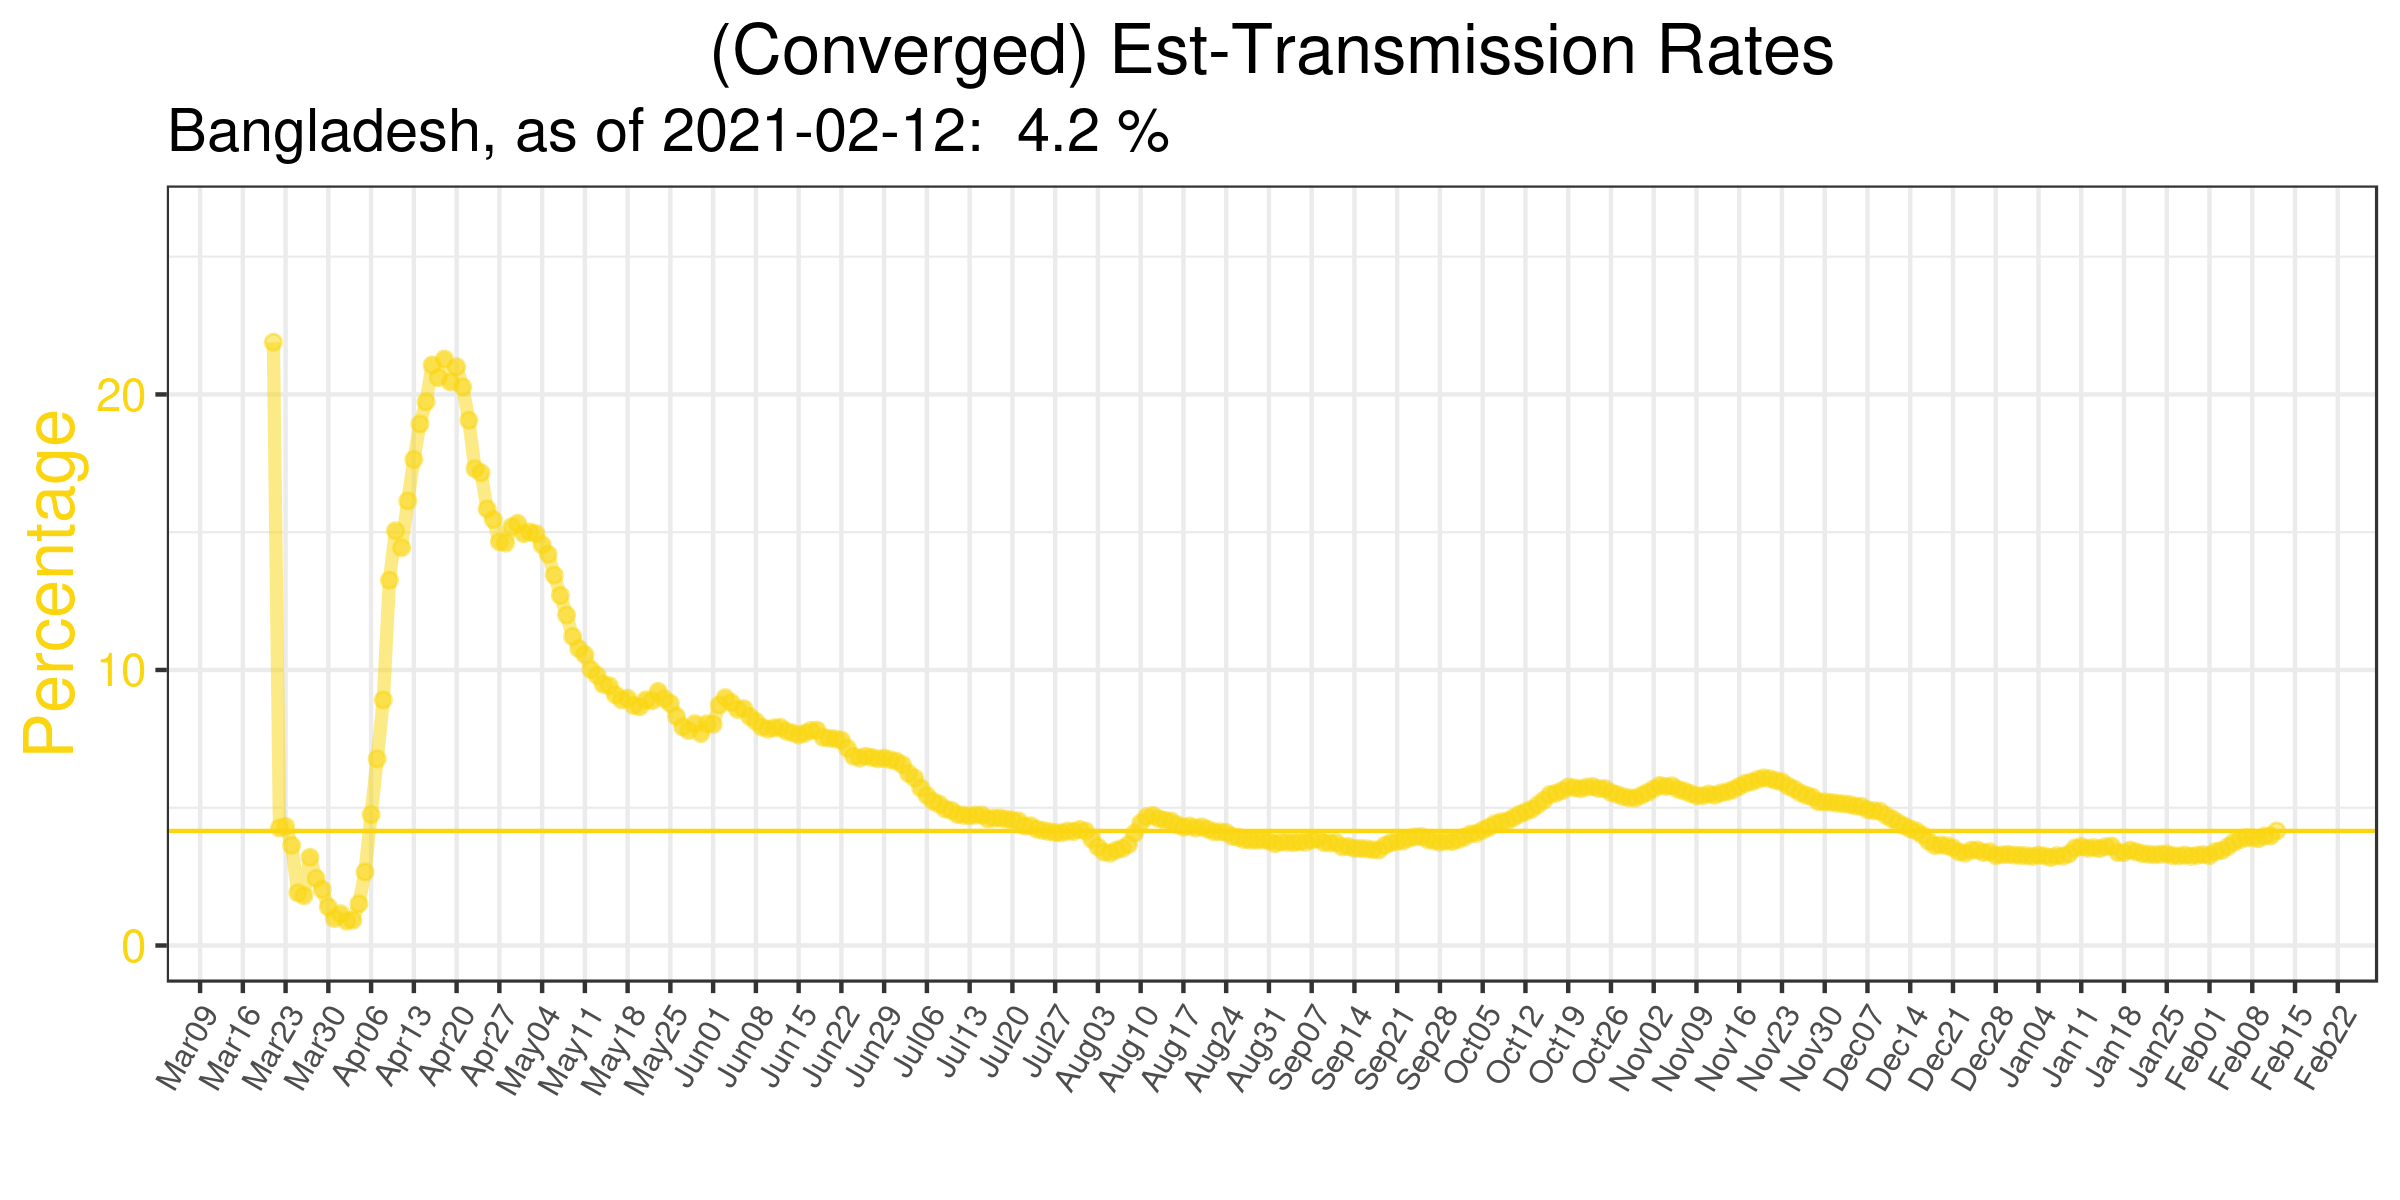 (Converged) Est-Transmission Rates
Bangladesh, as of 2021-02-12:  4.2 %
Percentage
20
10
0
Mar09 Mar16 Mar23 Mar30 Apr06 Apr13 Apr20 Apr27 May04 May11 May18 May25 Jun01 Jun08 Jun15 Jun22 Jun29 Jul06 Jul13 Jul20 Jul27 Aug03 Aug10 Aug17 Aug24 Aug31 Sep07 Sep14 Sep21 Sep28 Oct05 Oct12 Oct19 Oct26 Nov02 Nov09 Nov16 Nov23 Nov30 Dec07 Dec14 Dec21 Dec28 Jan04 Jan11 Jan18 Jan25 Feb01 Feb08 Feb15 Feb22